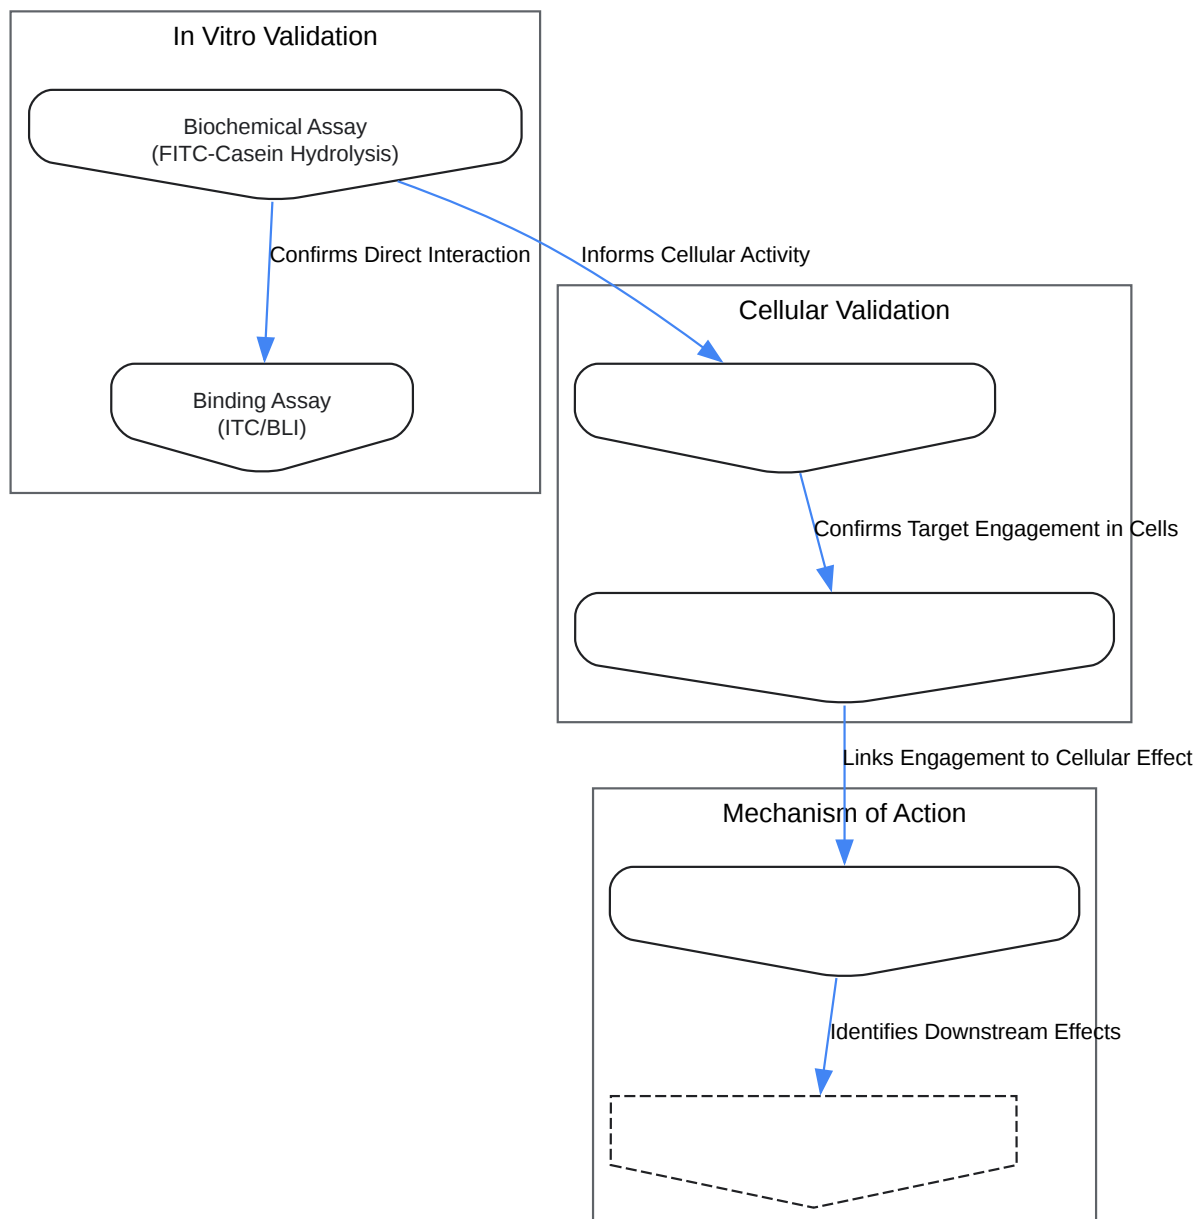 In Vitro Validation
Biochemical Assay
(FITC-Casein Hydrolysis)
Confirms Direct Interaction
Informs Cellular Activity
Cellular Validation
Binding Assay
(ITC/BLI)
Confirms Target Engagement in Cells
Links Engagement to Cellular Effect
Mechanism of Action
Identifies Downstream Effects